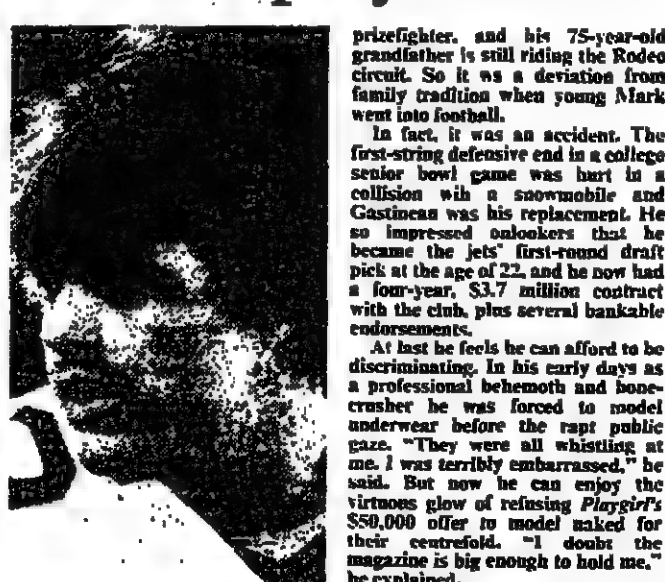 prizefighter, and his 75-year-old
grandfather is still riding the Rodeo
circuit. So it ws a deviation from
family tradition when young Mark
went into football.
In fact, it was an accident. The
first-string defensive end in a college
senior bowl game was hurt in a
collision wih a snowmobile and
Gastineau was his replacement. He
so impressed onlookers that he
became the jets' first-round draft
pick at the age of 22, and he now had
a four-year, $3.7 million contract
with the club, plus several bankable
endorsements.
At last he feels he can afford to be
discriminating. In his early days as
a professional behemoth and bone-
crusher he was forced to model
underwear before the rapt public
gaze. "They were all whistling at
me. I was terribly embarrassed," he
said. But now he can enjoy the
virtuous glow of refusing Playgirl's
$50,000 offer to model naked for
their centrefold. "I doubt the
magazine is big enough to hold me,"
he explained.